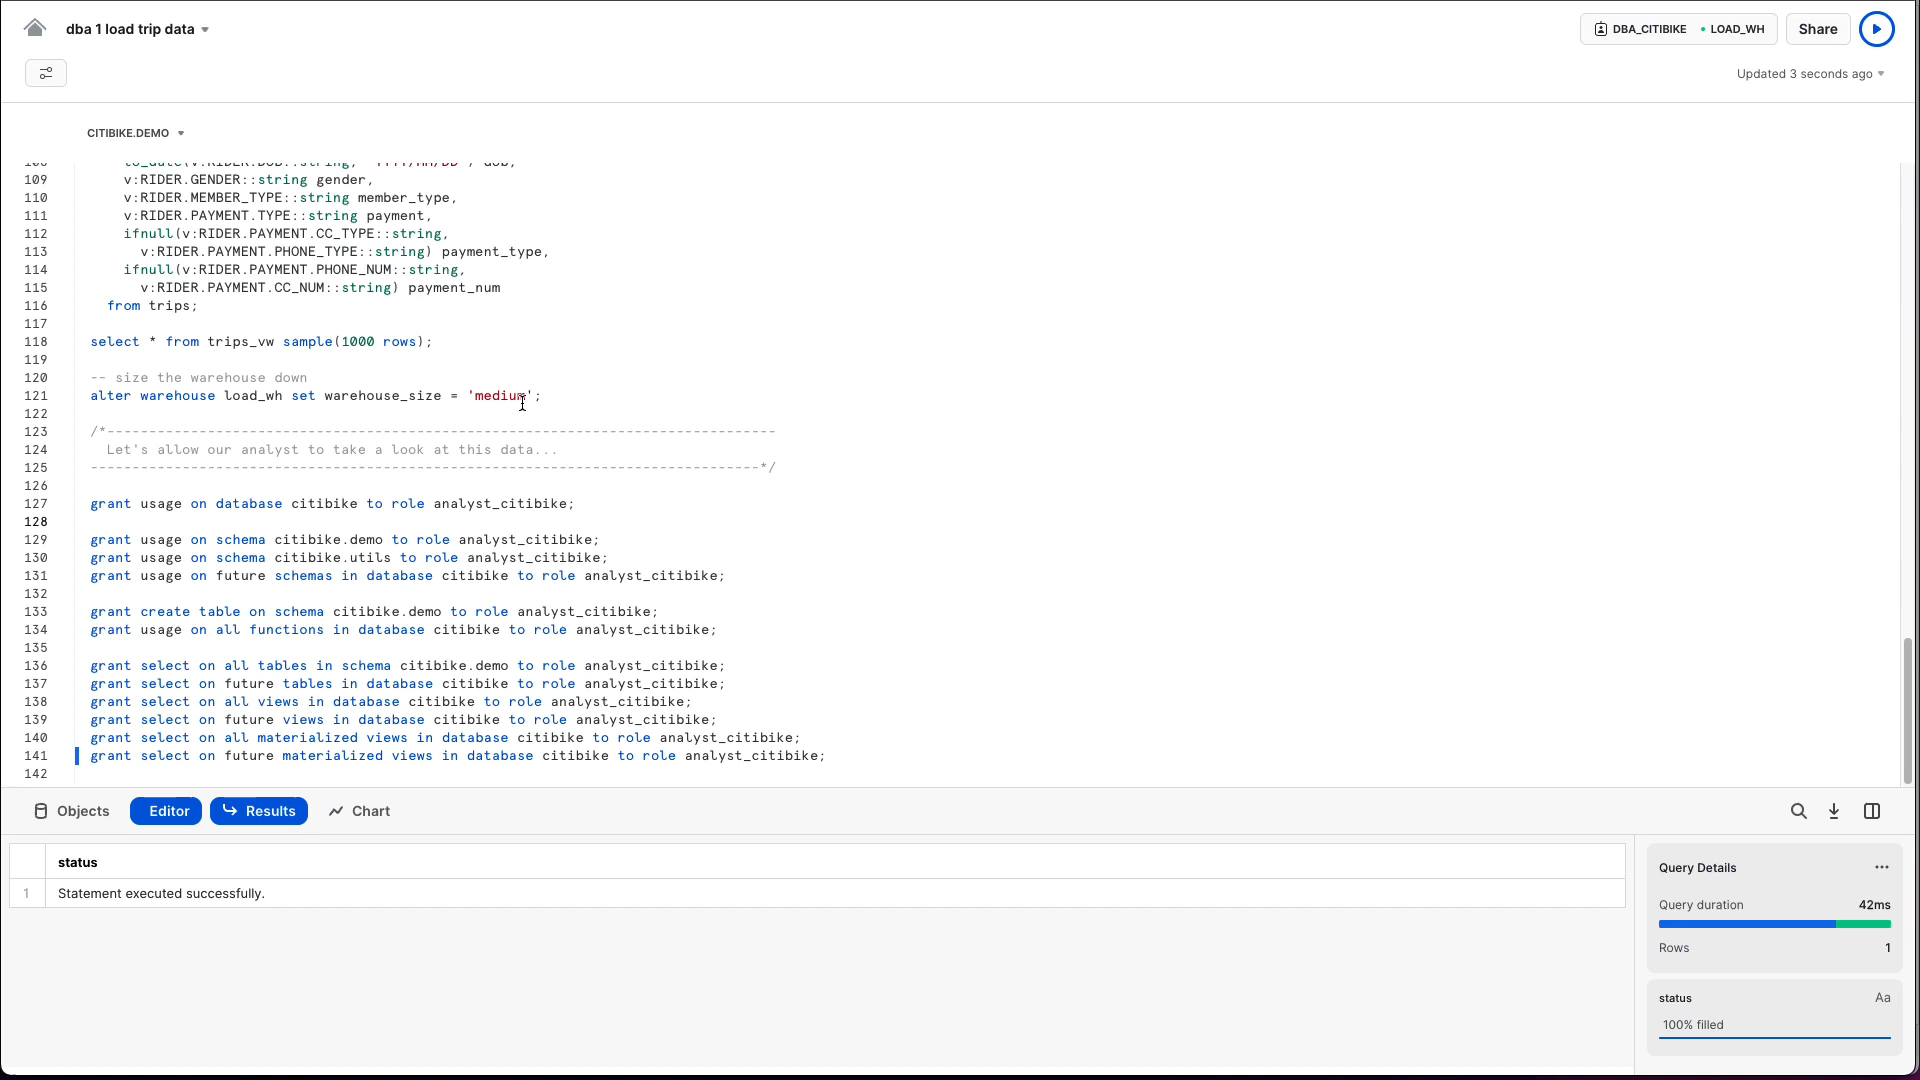 dba 1 load trip data
DBA_CITIBIKE
LOAD_WH
Share
Updated 3 seconds ago
CITIBIKE.DEMO
109 v:RIDER.GENDER::string gender,
110 v:RIDER.MEMBER_TYPE::string member_type,
111 v:RIDER.PAYMENT.TYPE::string payment,
112 ifnull(v:RIDER.PAYMENT.CC_TYPE::string,
113 v:RIDER.PAYMENT.PHONE_TYPE::string) payment_type,
114 ifnull(v:RIDER.PAYMENT.PHONE_NUM::string,
115 v:RIDER.PAYMENT.CC_NUM::string) payment_num
116 from trips;
117
118 select * from trips_vw sample(1000 rows);
119
120 -- size the warehouse down
121 alter warehouse load_wh set warehouse_size = 'medium';
122
123 /*--------------------------------------------------------------------------------
124 Let's allow our analyst to take a look at this data...
125 --------------------------------------------------------------------------------*/
126
127 grant usage on database citibike to role analyst_citibike;
128
129 grant usage on schema citibike.demo to role analyst_citibike;
130 grant usage on schema citibike.utils to role analyst_citibike;
131 grant usage on future schemas in database citibike to role analyst_citibike;
132
133 grant create table on schema citibike.demo to role analyst_citibike;
134 grant usage on all functions in database citibike to role analyst_citibike;
135
136 grant select on all tables in schema citibike.demo to role analyst_citibike;
137 grant select on future tables in database citibike to role analyst_citibike;
138 grant select on all views in database citibike to role analyst_citibike;
139 grant select on future views in database citibike to role analyst_citibike;
140 grant select on all materialized views in database citibike to role analyst_citibike;
141 grant select on future materialized views in database citibike to role analyst_citibike;
142
Objects
Editor
Results
Chart
status
1 Statement executed successfully.
Query Details
Query duration 42ms
Rows 1
status Aa
100% filled